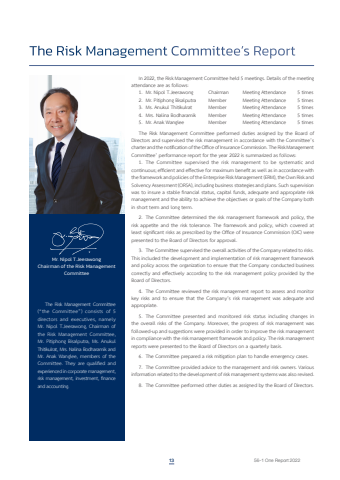 The Risk Management Committee's Report
In 2022, the Risk Management Committee held 5 meetings. Details of the meeting
attendance are as follows:
1. Mr. Nipol T.Jeerawong Chairman Meeting Attendance 5 times
2. Mr. Pitiphong Bisalputra Member Meeting Attendance 5 times
3. Mr. Anukul Thitikulrat Member Meeting Attendance 5 times
4. Mrs. Nalina Bodharamik Member Meeting Attendance 5 times
5. Mr. Anak Wanglee Member Meeting Attendance 5 times
The Risk Management Committee performed duties assigned by the Board of
Directors and supervised the risk management in accordance with the Committee's
charter and the notification of the Office of Insurance Commission. The Risk Management
Committee' performance report for the year 2022 is summarised as follows:
1. The Committee supervised the risk management to be systematic and
continuous, efficient and effective for maximum benefit as well as in accordance with
the framework and policies of the Enterprise Risk Management (ERM), the Own Risk and
Solvency Assessment (ORSA), including business strategies and plans. Such supervision
was to insure a stable financial status, capital funds, adequate and appropriate risk
management and the ability to achieve the objectives or goals of the Company both
in short term and long term.
2. The Committee determined the risk management framework and policy, the
risk appetite and the risk tolerance. The framework and policy, which covered at
least significant risks as prescribed by the Office of Insurance Commission (OIC) were
presented to the Board of Directors for approval.
3. The Committee supervised the overall activities of the Company related to risks.
This included the development and implementation of risk management framework
and policy across the organization to ensure that the Company conducted business
correctly and effectively according to the risk management policy provided by the
Board of Directors.
4. The Committee reviewed the risk management report to assess and monitor
key risks and to ensure that the Company's risk management was adequate and
appropriate.
5. The Committee presented and monitored risk status including changes in
the overall risks of the Company. Moreover, the progress of risk management was
followed-up and suggestions were provided in order to improve the risk management
in compliance with the risk management framework and policy. The risk management
reports were presented to the Board of Directors on a quarterly basis.
6. The Committee prepared a risk mitigation plan to handle emergency cases.
7. The Committee provided advice to the management and risk owners. Various
information related to the development of risk management systems was also revised.
8. The Committee performed other duties as assigned by the Board of Directors.
Mr. Nipol T.Jeerawong
Chairman of the Risk Management
Committee
The Risk Management Committee
("the Committee") consists of 5
directors and executives, namely
Mr. Nipol T.Jeerawong, Chairman of
the Risk Management Committee,
Mr. Pitiphong Bisalputra, Mr. Anukul
Thitikulrat, Mrs. Nalina Bodharamik and
Mr. Anak Wanglee, members of the
Committee. They are qualified and
experienced in corporate management,
risk management, investment, finance
and accounting.
13
56-1 One Report 2022